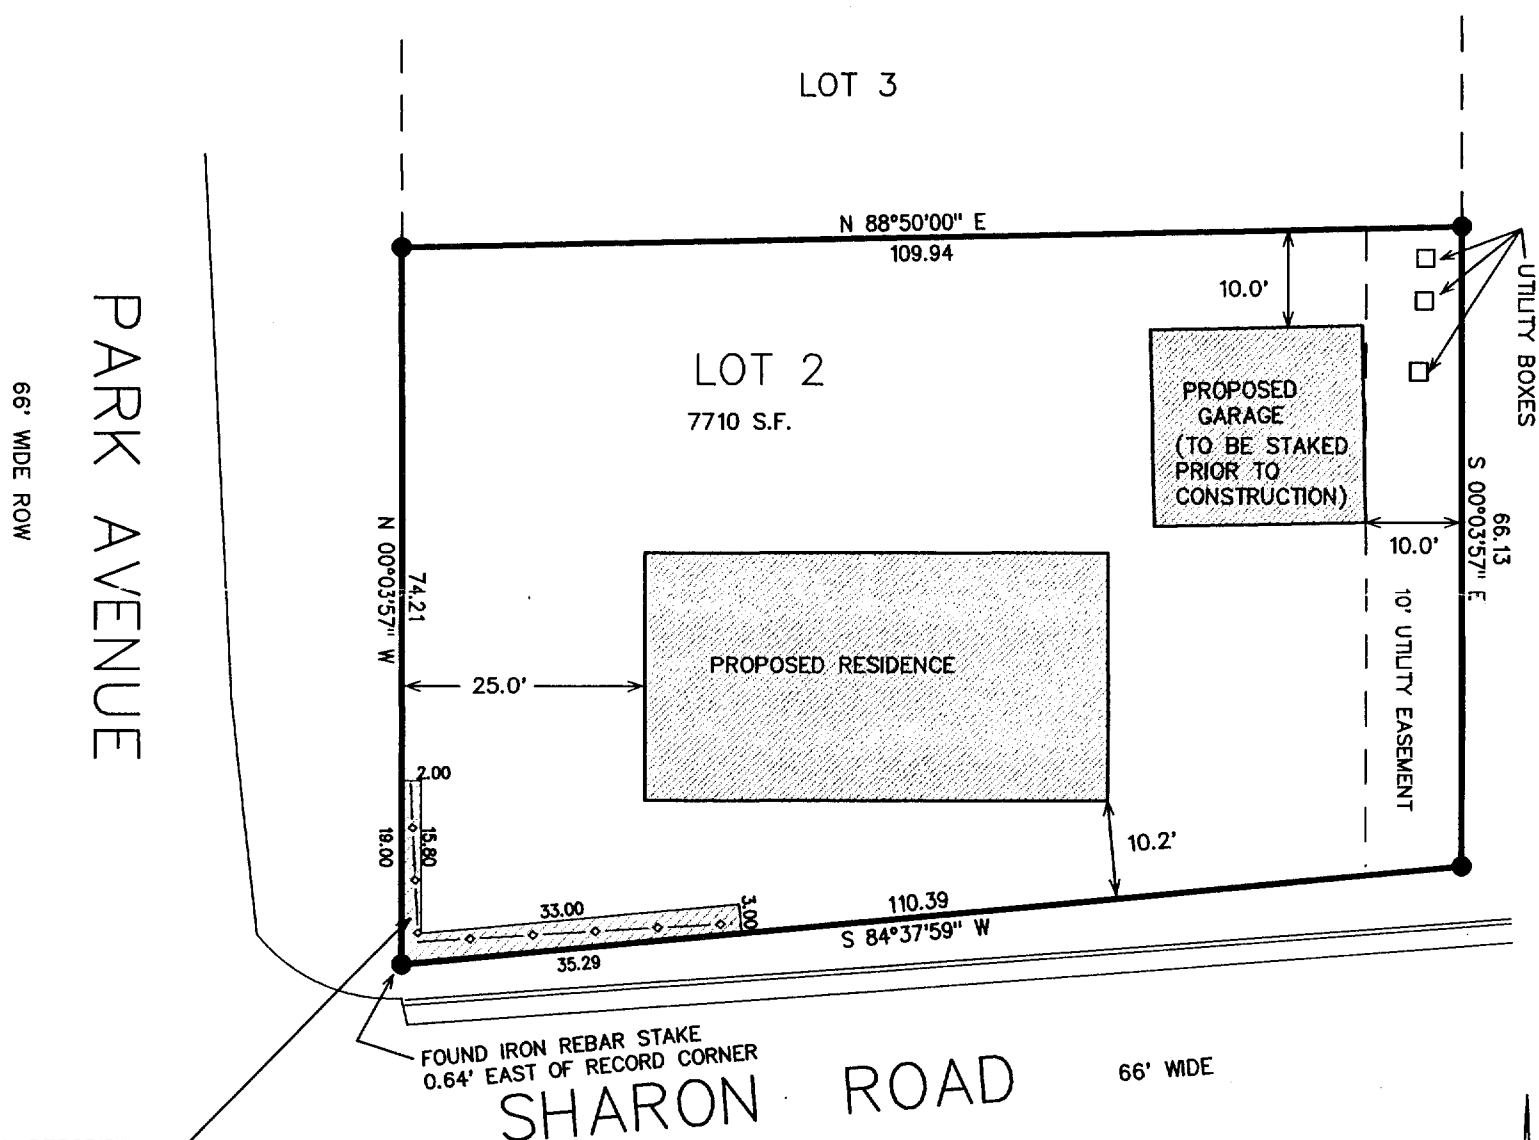 LOT 3
N 88°50'00" E
109.94
10.0'
UTILITY BOXES
LOT 2
7710 S.F.
PROPOSED
GARAGE
(TO BE STAKED
PRIOR TO
CONSTRUCTION)
10.0'
66.13
S 00°03'57" E
10' UTILITY EASEMENT
PARK AVENUE
66' WIDE ROW
N 00°03'57" W
74.21
25.0'
PROPOSED RESIDENCE
10.2'
2.00
15.80
19.00
33.00
3.00
35.29
110.39
S 84°37'59" W
FOUND IRON REBAR STAKE
0.64' EAST OF RECORD CORNER
SHARON ROAD
66' WIDE